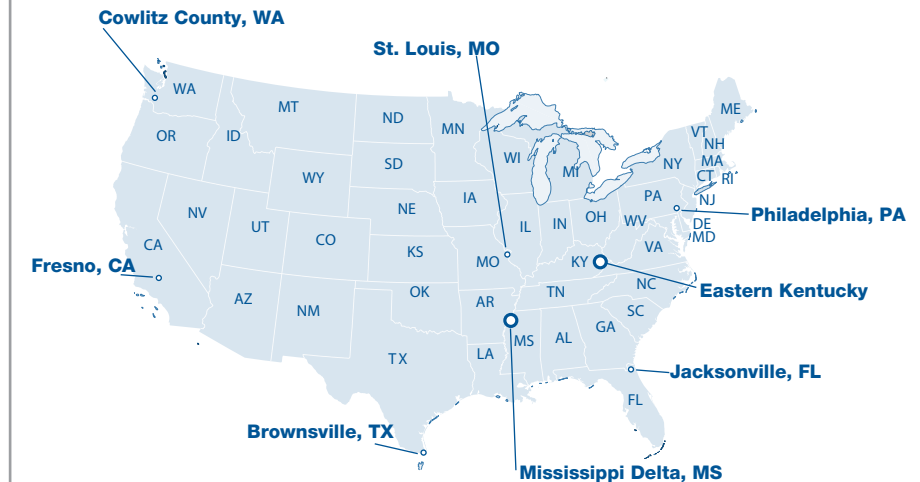 Cowlitz County, WA
St. Louis, MO
WA
MT
ND
MN
ME
VT
NH
OR
ID
WI
MI
NY
MA
CT
RI
SD
WY
PA
NJ
Philadelphia, PA
NE
IA
NV
UT
CO
IL
IN
OH
WV
DE
MD
CA
KS
MO
KY
VA
Fresno, CA
Eastern Kentucky
AZ
NM
OK
AR
TN
NC
SC
TX
LA
MS
AL
GA
Jacksonville, FL
FL
Brownsville, TX
Mississippi Delta, MS